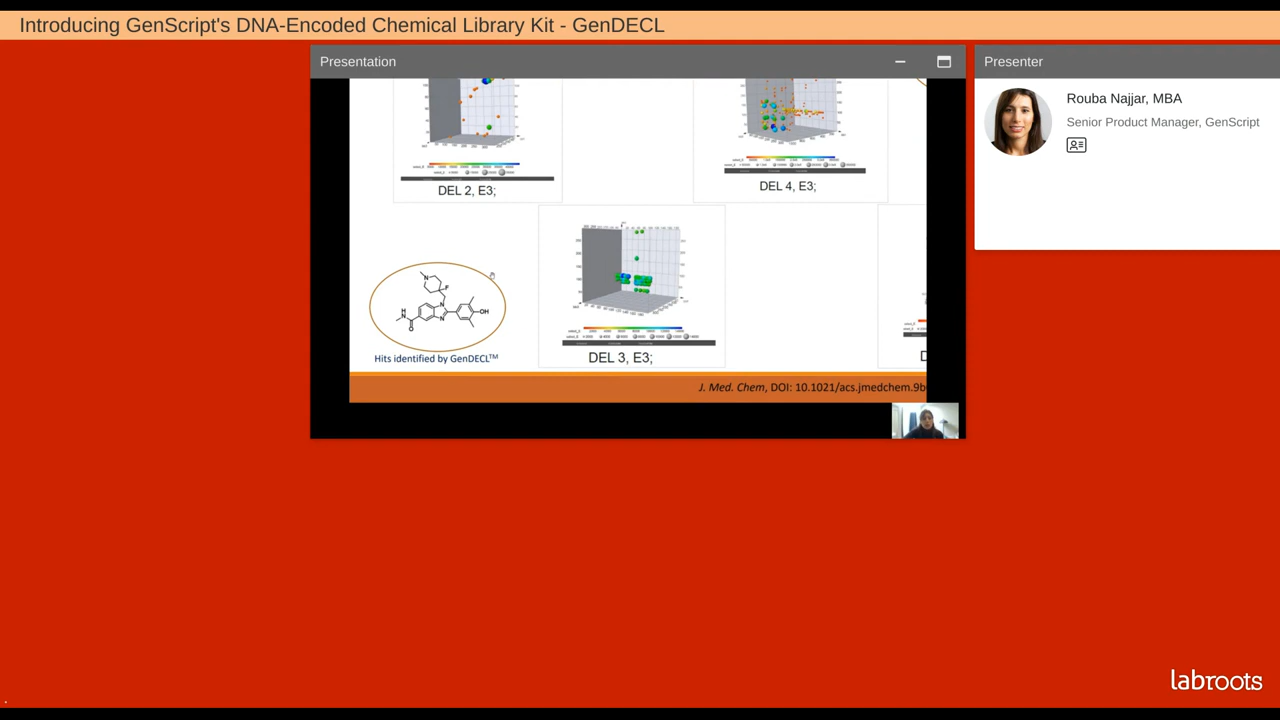 Introducing GenScript's DNA-Encoded Chemical Library Kit - GenDECL
Presentation
Presenter
Rouba Najjar, MBA
Senior Product Manager, GenScript
DEL 2, E3;
DEL 4, E3;
N
F
N
N
OH
HN
O
Hits identified by GenDECL™
DEL 3, E3;
J. Med. Chem, DOI: 10.1021/acs.jmedchem.9b
labroots